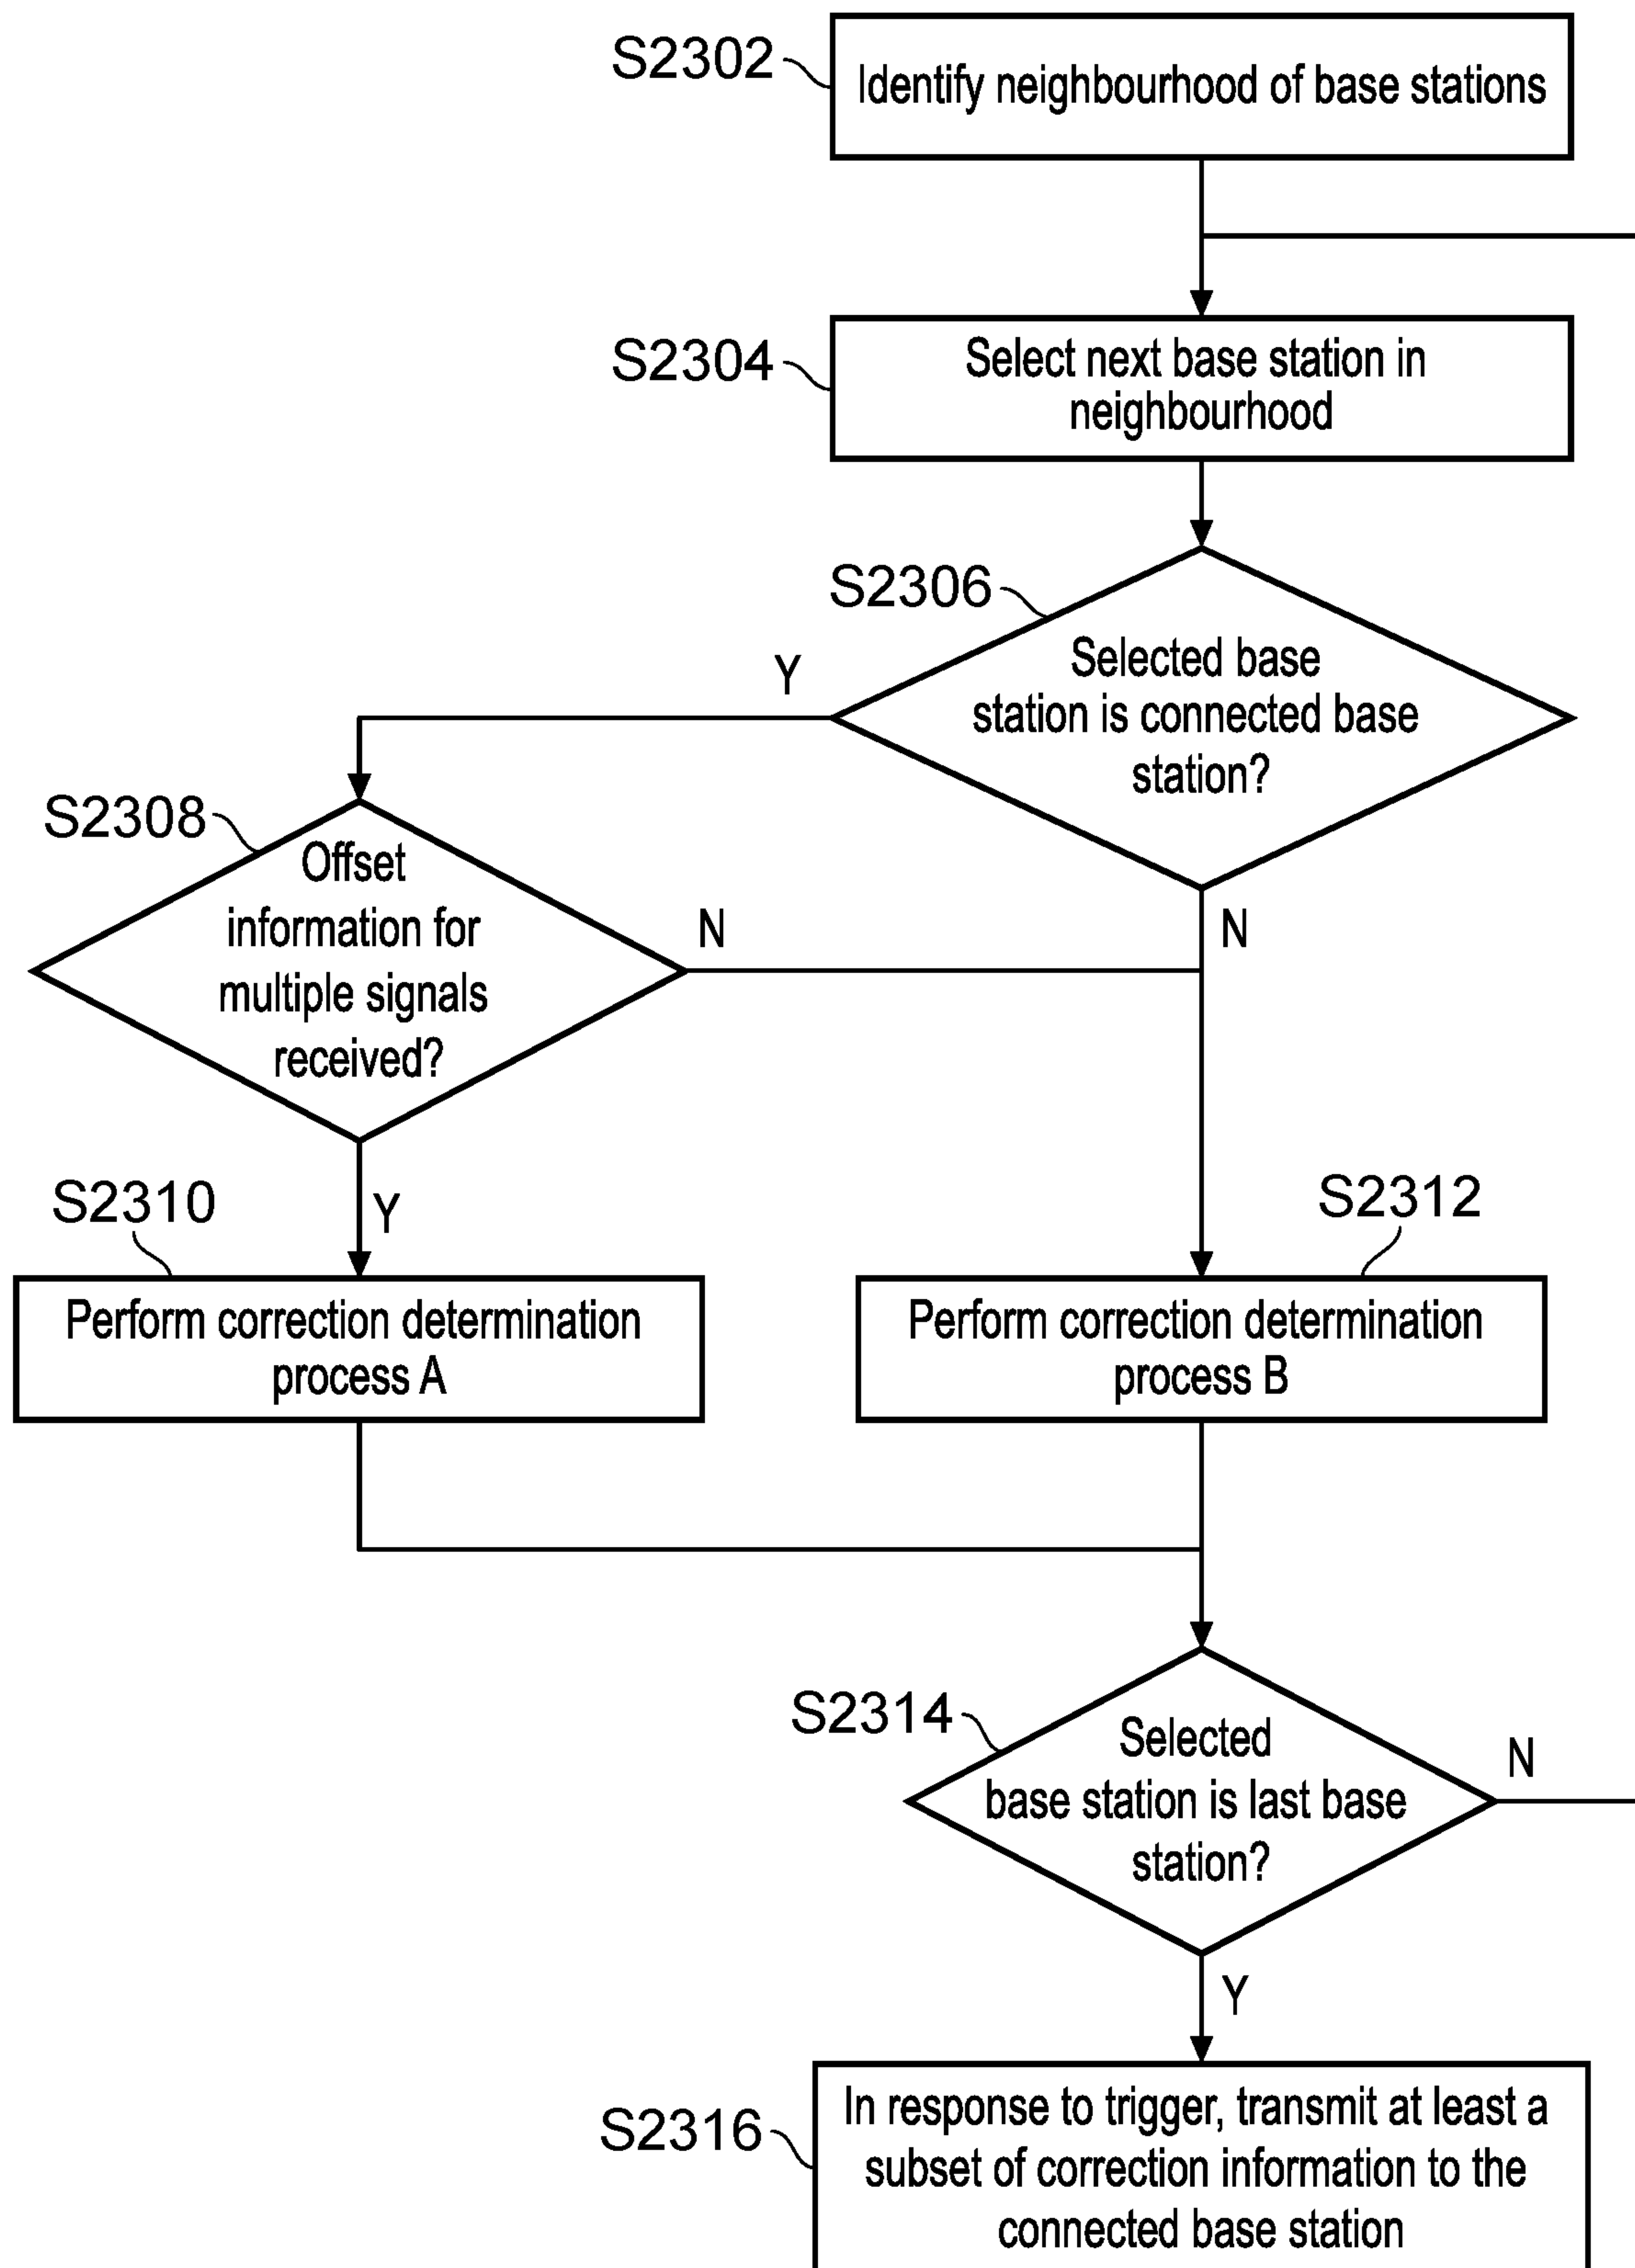 S2302
Identify neighbourhood of base stations
S2304
Select next base station in
neighbourhood
S2306
Selected base
station is connected base
station?
Y
N
S2308
Offset
information for
multiple signals
received?
N
Y
S2310
Perform correction determination
process A
S2312
Perform correction determination
process B
S2314
Selected
base station is last base
station?
N
Y
S2316
In response to trigger, transmit at least a
subset of correction information to the
connected base station